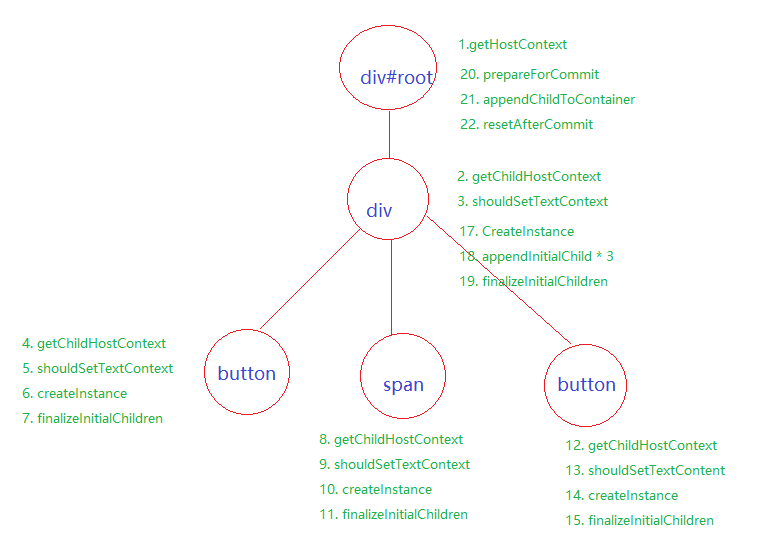 1.getHostContext
div#root
20. prepareForCommit
21. appendChildToContainer
22. resetAfterCommit
2. getChildHostContext
3. shouldSetTextContext
div
17. CreateInstance
18. appendInitialChild * 3
19. finalizeInitialChildren
4. getChildHostContext
5. shouldSetTextContext
6. createInstance
7. finalizeInitialChildren
button
span
button
8. getChildHostContext
9. shouldSetTextContext
10. createInstance
11. finalizeInitialChildren
12. getChildHostContext
13. shouldSetTextContent
14. createInstance
15. finalizeInitialChildren